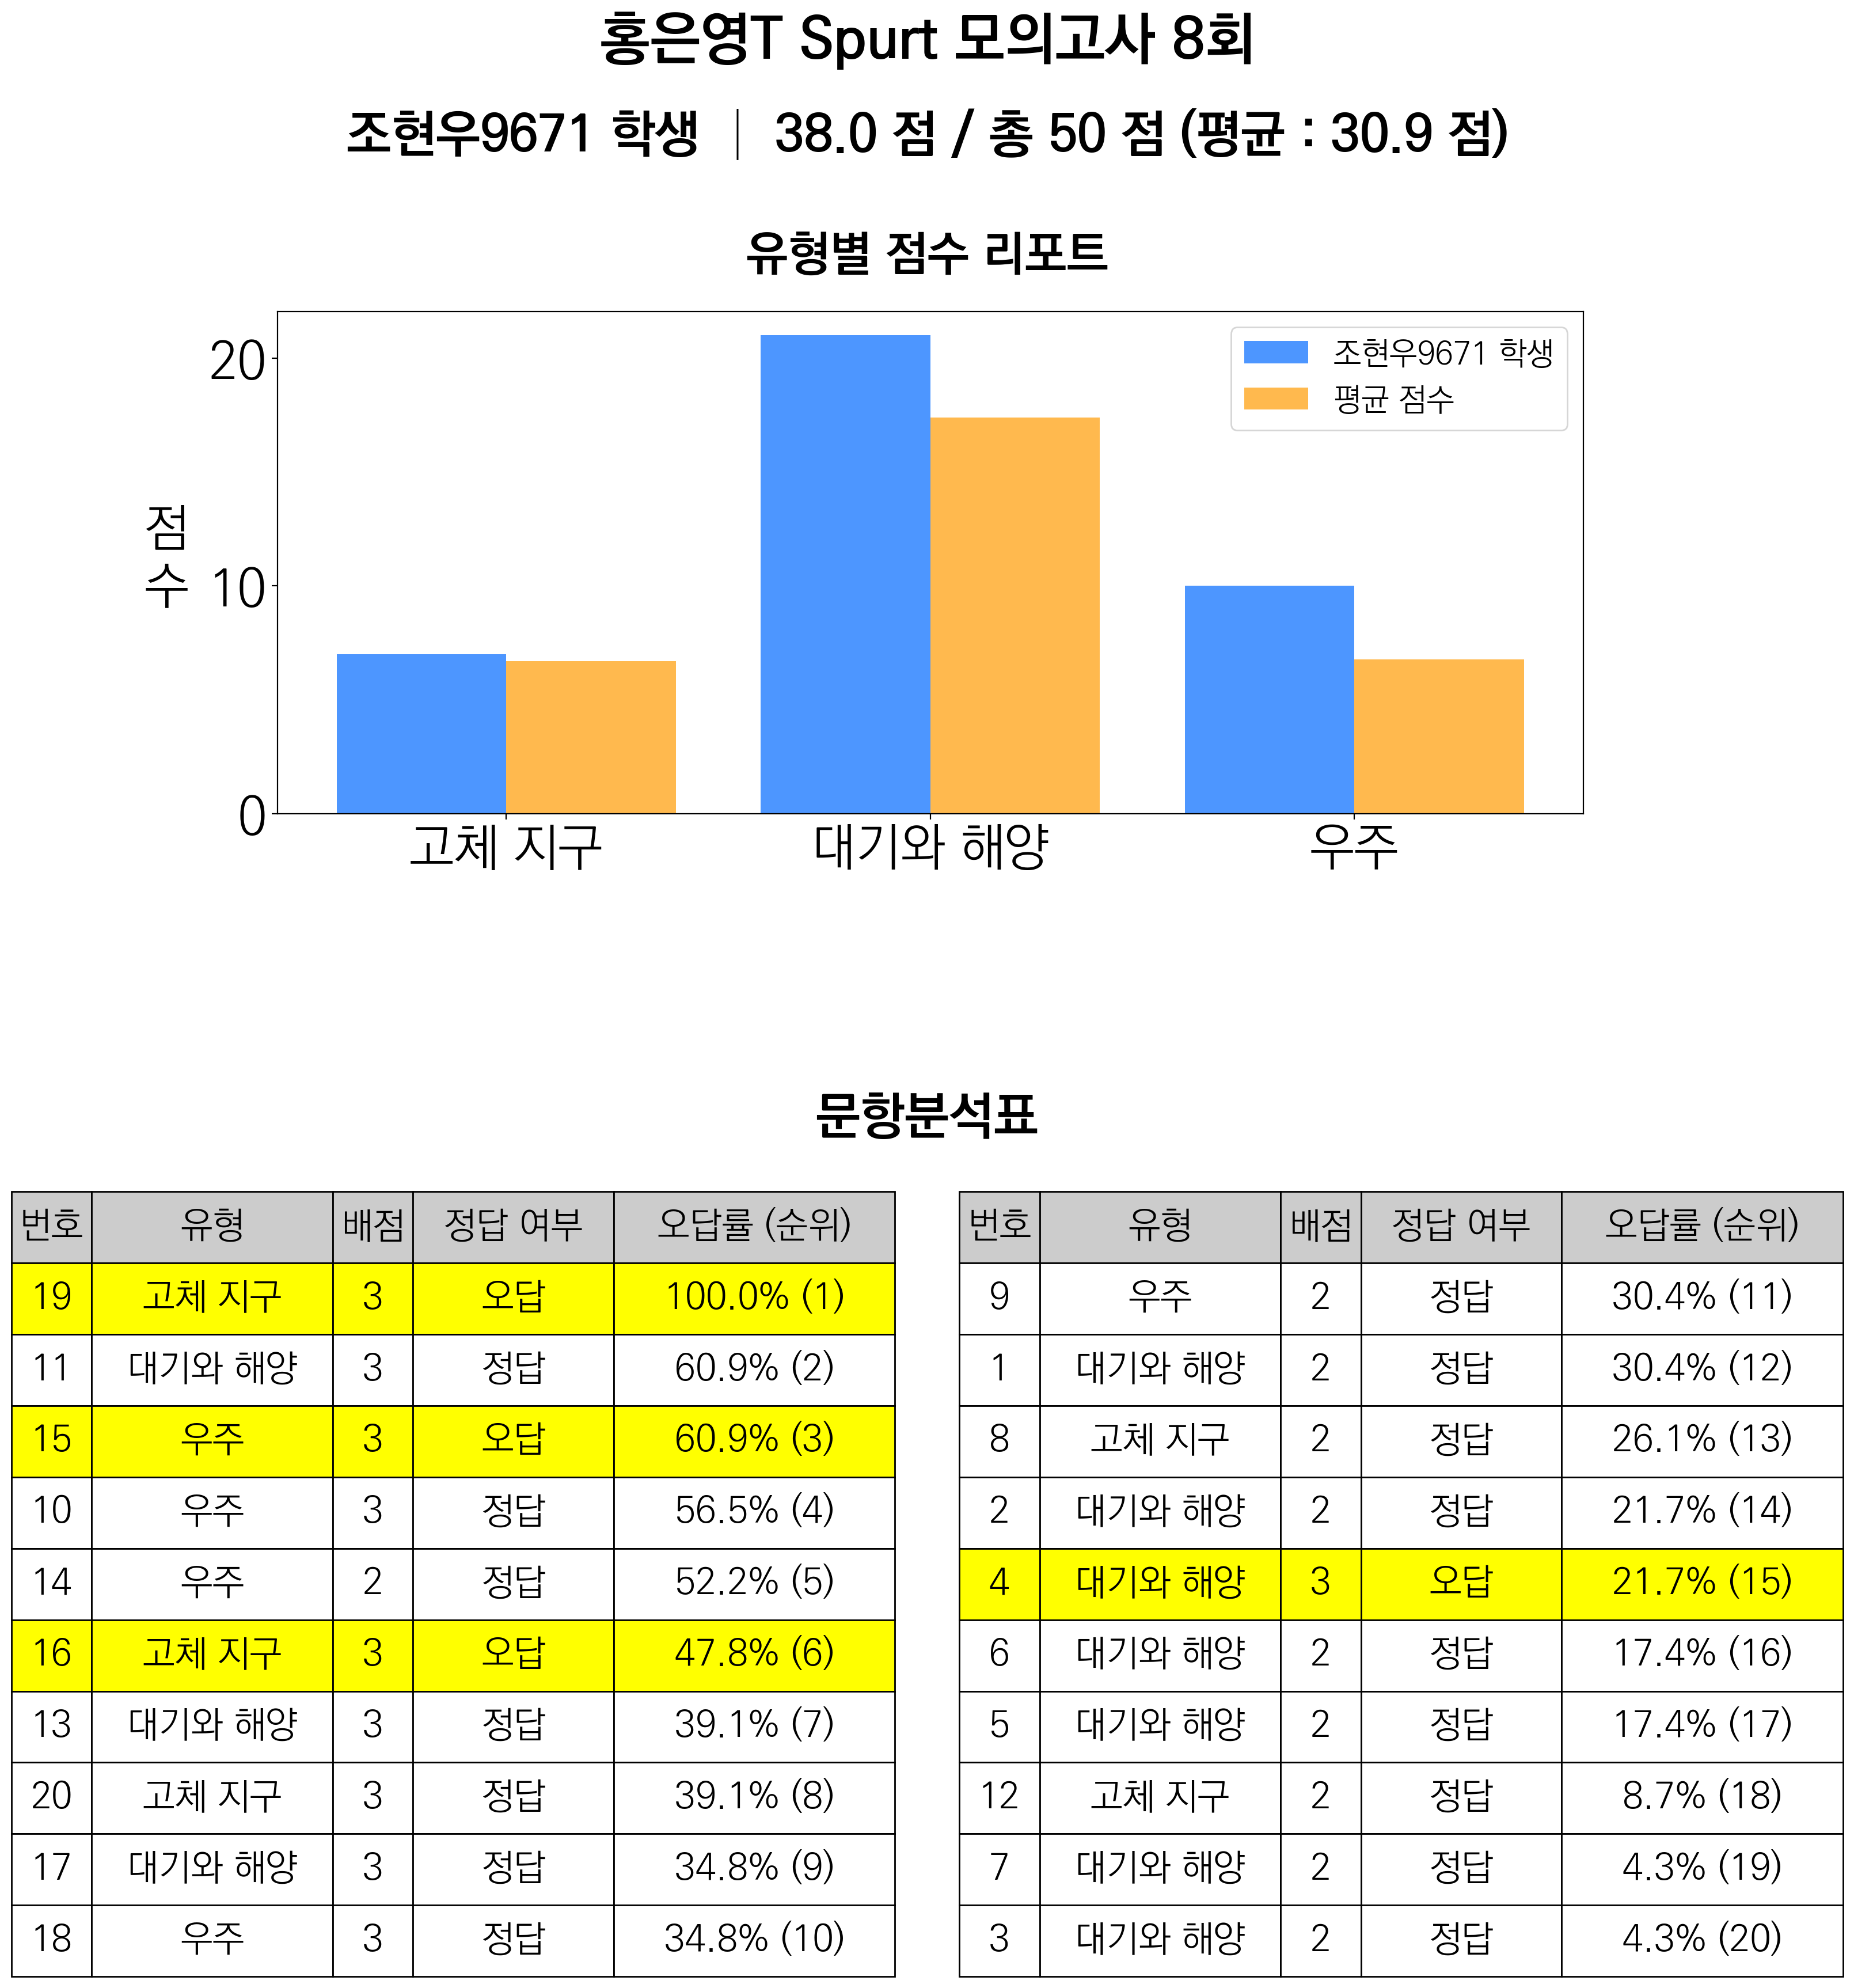 홍은영T Spurt 모의고사 8회
조현우9671 학생 │ 38.0 점 / 총 50 점 (평균 : 30.9 점)
유형별 점수 리포트
조현우9671 학생
평균 점수
점
수
20
10
0
고체 지구 대기와 해양 우주
문항분석표
번호 유형 배점 정답 여부 오답률 (순위)
19 고체 지구 3 오답 100.0% (1)
11 대기와 해양 3 정답 60.9% (2)
15 우주 3 오답 60.9% (3)
10 우주 3 정답 56.5% (4)
14 우주 2 정답 52.2% (5)
16 고체 지구 3 오답 47.8% (6)
13 대기와 해양 3 정답 39.1% (7)
20 고체 지구 3 정답 39.1% (8)
17 대기와 해양 3 정답 34.8% (9)
18 우주 3 정답 34.8% (10)
번호 유형 배점 정답 여부 오답률 (순위)
9 우주 2 정답 30.4% (11)
1 대기와 해양 2 정답 30.4% (12)
8 고체 지구 2 정답 26.1% (13)
2 대기와 해양 2 정답 21.7% (14)
4 대기와 해양 3 오답 21.7% (15)
6 대기와 해양 2 정답 17.4% (16)
5 대기와 해양 2 정답 17.4% (17)
12 고체 지구 2 정답 8.7% (18)
7 대기와 해양 2 정답 4.3% (19)
3 대기와 해양 2 정답 4.3% (20)